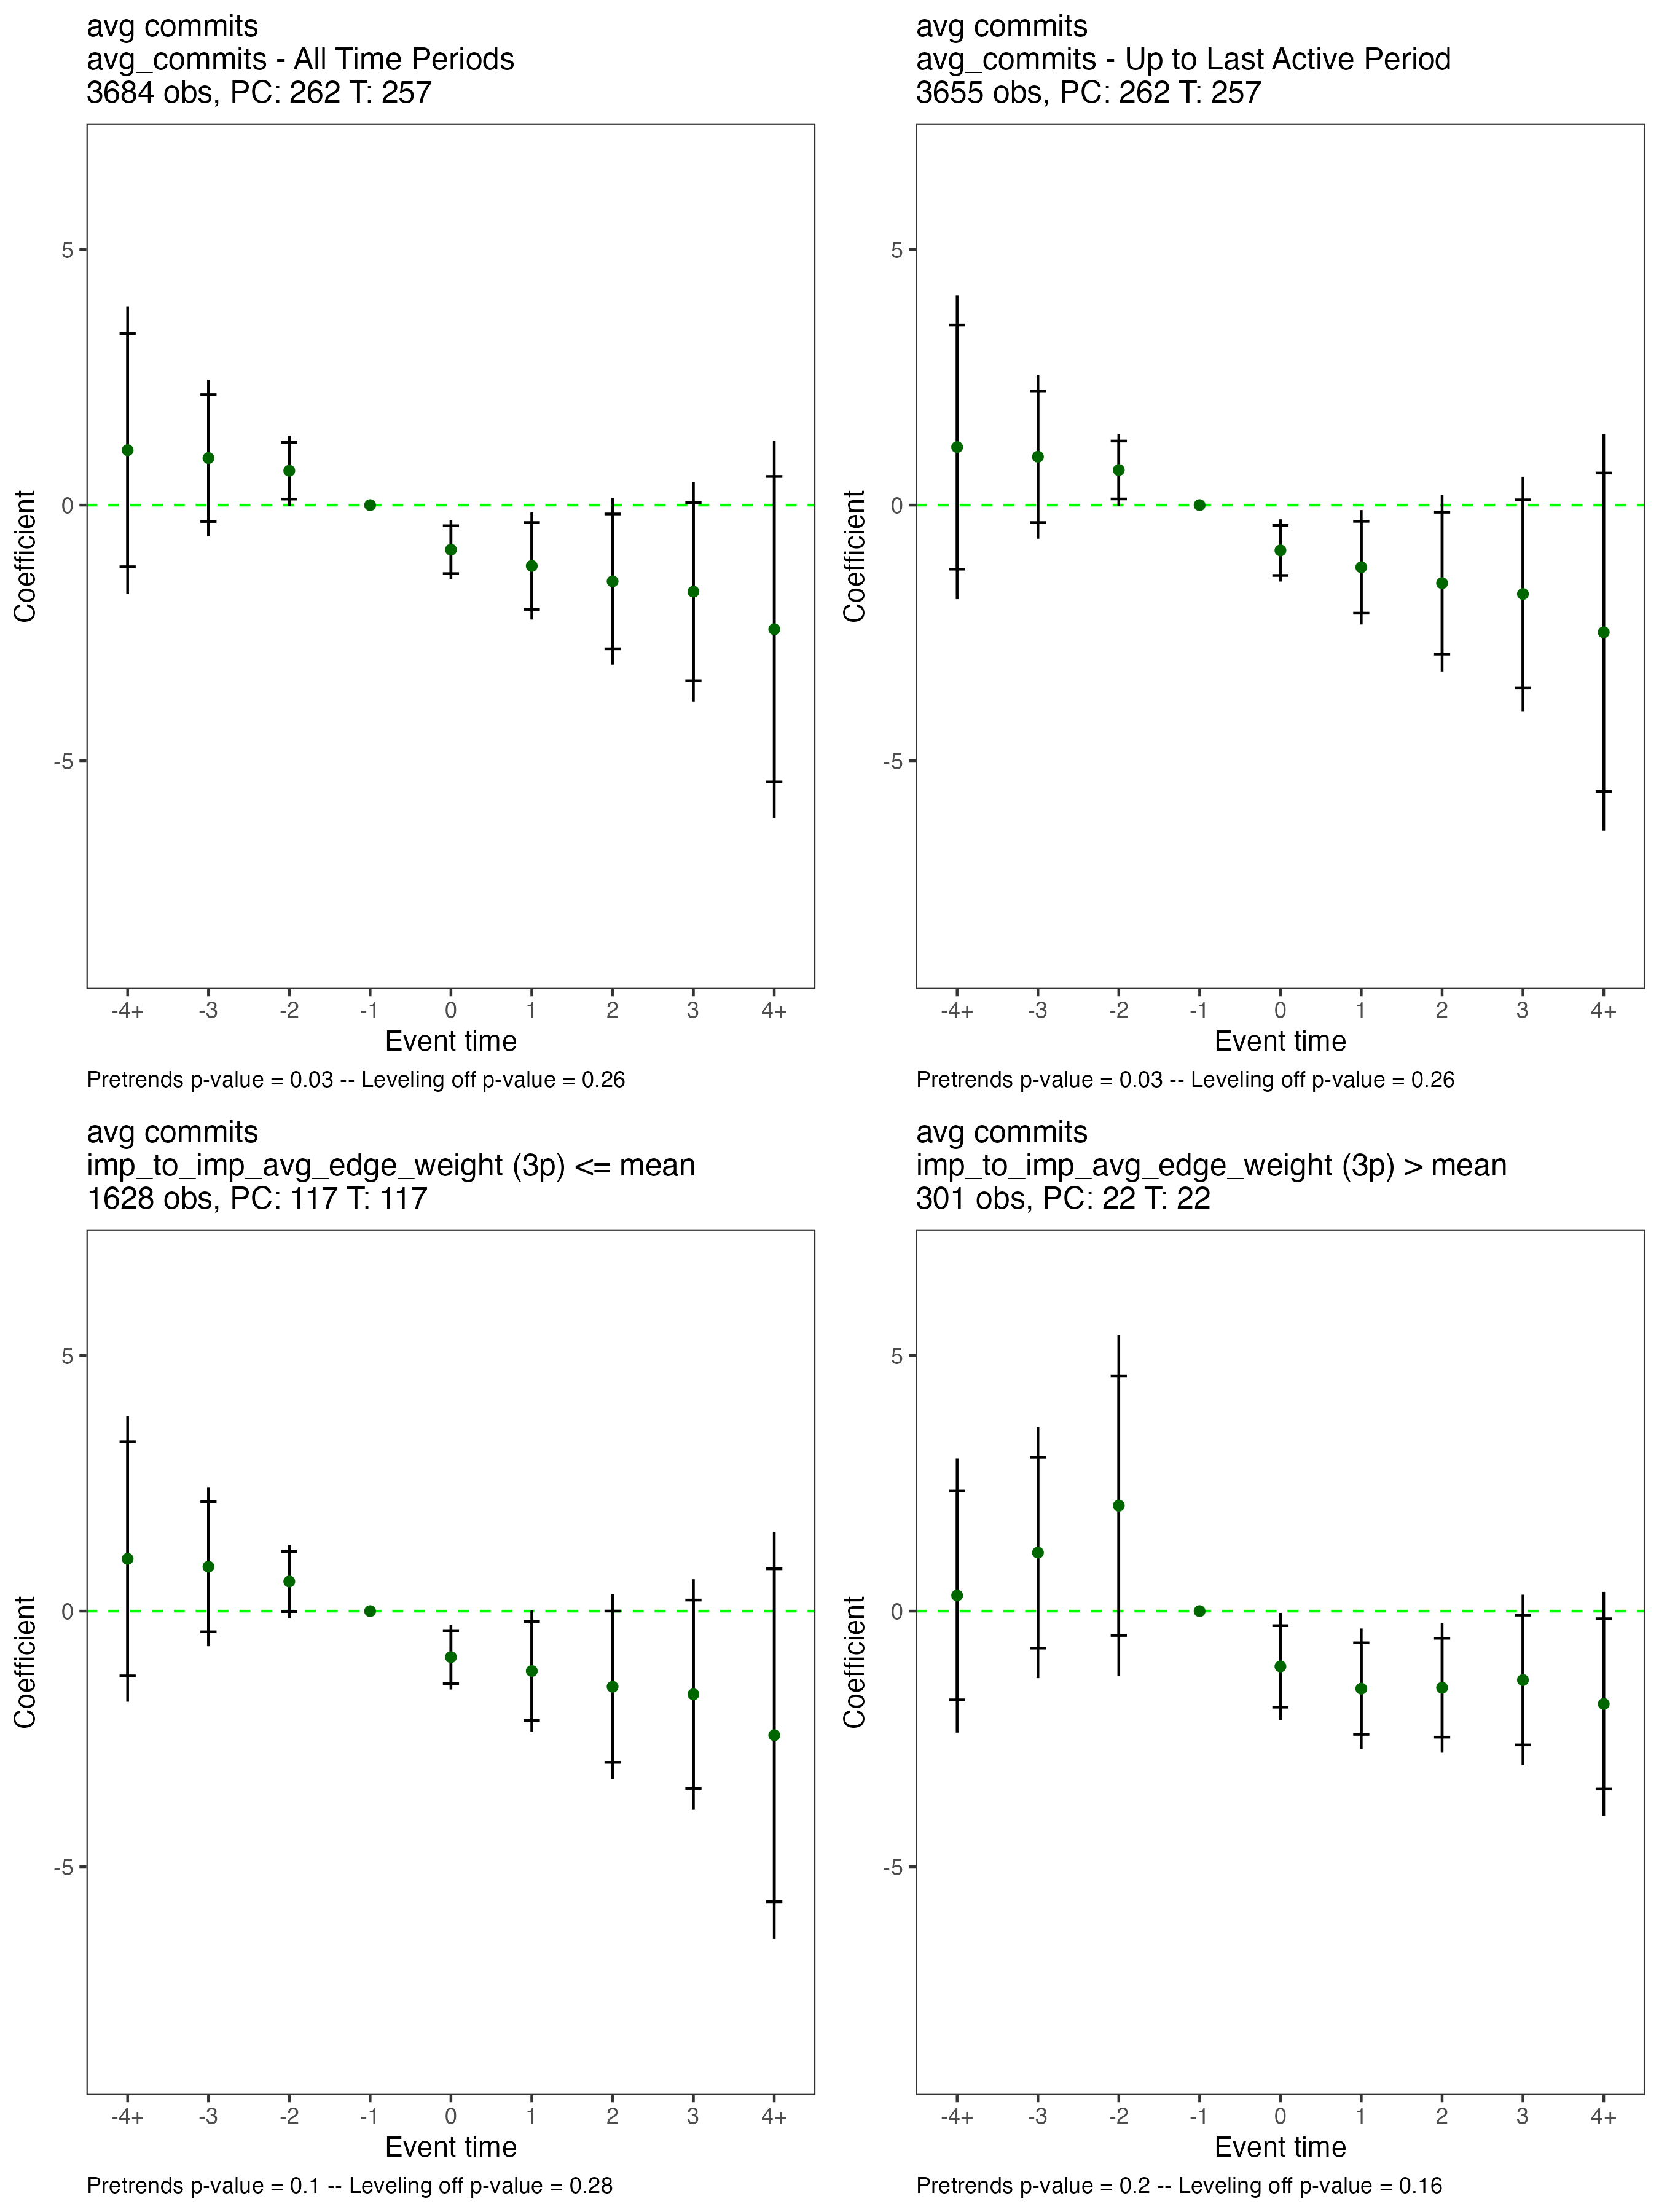 avg commits
avg_commits - All Time Periods
3684 obs, PC: 262 T: 257
5
0
-5
Coefficient
-4+ -3 -2 -1 0 1 2 3 4+
Event time
Pretrends p-value = 0.03 -- Leveling off p-value = 0.26
avg commits
avg_commits - Up to Last Active Period
3655 obs, PC: 262 T: 257
5
0
-5
Coefficient
-4+ -3 -2 -1 0 1 2 3 4+
Event time
Pretrends p-value = 0.03 -- Leveling off p-value = 0.26
avg commits
imp_to_imp_avg_edge_weight (3p) <= mean
1628 obs, PC: 117 T: 117
5
0
-5
Coefficient
-4+ -3 -2 -1 0 1 2 3 4+
Event time
Pretrends p-value = 0.1 -- Leveling off p-value = 0.28
avg commits
imp_to_imp_avg_edge_weight (3p) > mean
301 obs, PC: 22 T: 22
5
0
-5
Coefficient
-4+ -3 -2 -1 0 1 2 3 4+
Event time
Pretrends p-value = 0.2 -- Leveling off p-value = 0.16